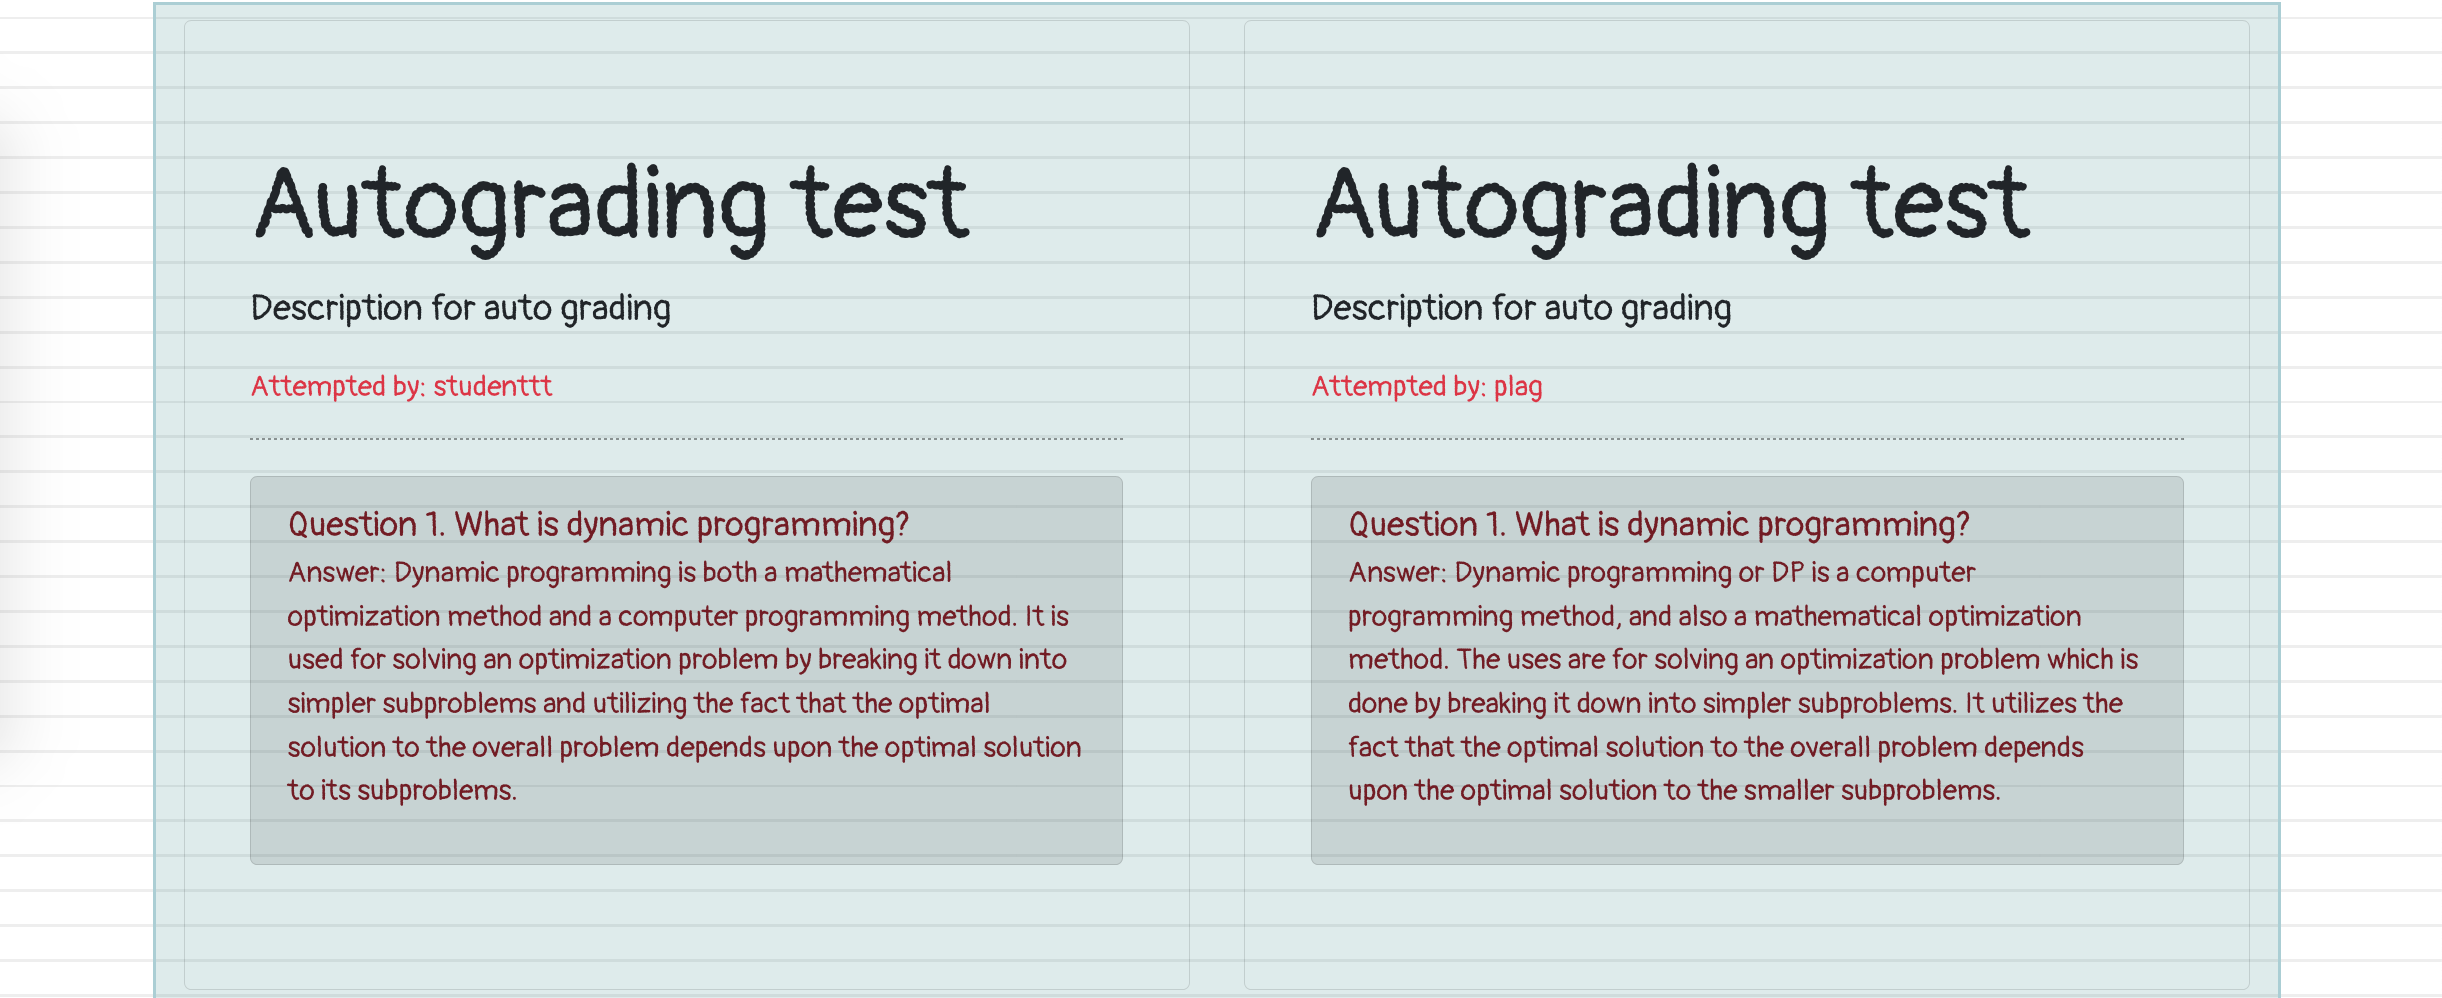 Autograding test
Description for auto grading
Attempted by: studenttt
Question 1. What is dynamic programming?
Answer: Dynamic programming is both a mathematical
optimization method and a computer programming method. It is
used for solving an optimization problem by breaking it down into
simpler subproblems and utilizing the fact that the optimal
solution to the overall problem depends upon the optimal solution
to its subproblems.
Autograding test
Description for auto grading
Attempted by: plag
Question 1. What is dynamic programming?
Answer: Dynamic programming or DP is a computer
programming method, and also a mathematical optimization
method. The uses are for solving an optimization problem which is
done by breaking it down into simpler subproblems. It utilizes the
fact that the optimal solution to the overall problem depends
upon the optimal solution to the smaller subproblems.